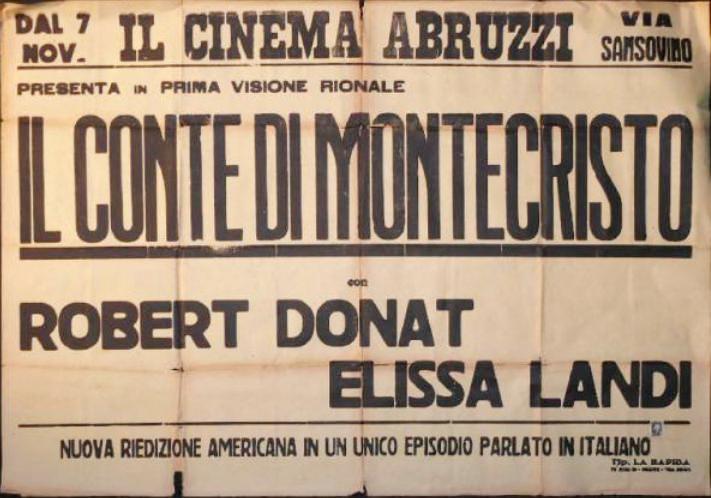 DAL 7 NOV. IL CINEMA ABRUZZI VIA SANSOVINO
PRESENTA IN PRIMA VISIONE RIONALE
IL CONTE DI MONTECRISTO
con
ROBERT DONAT
ELISSA LANDI
NUOVA RIEDIZIONE AMERICANA IN UN UNICO EPISODIO PARLATO IN ITALIANO
Tip. LA RAPIDA